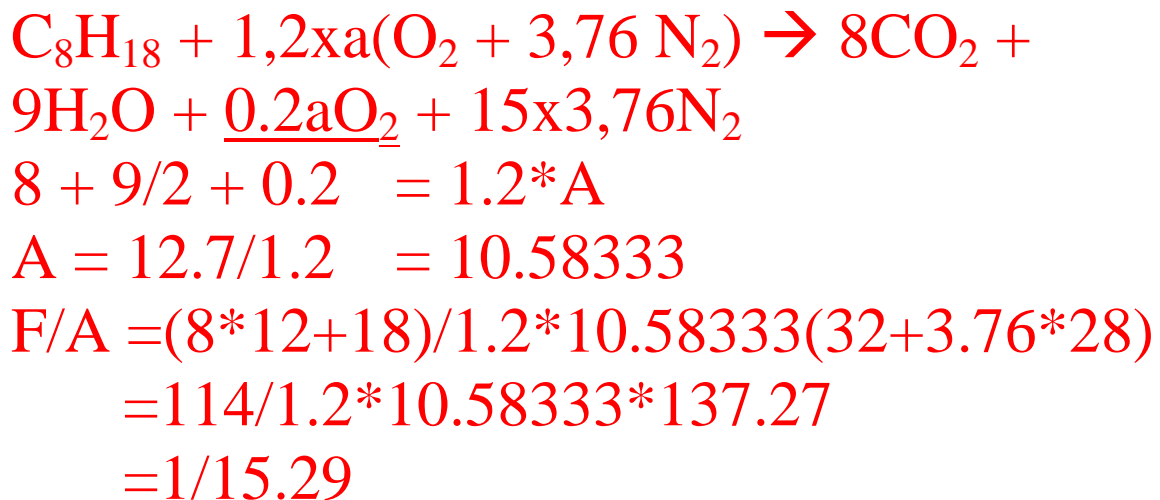 C₈H₁₈ + 1,2xa(O₂ + 3,76 N₂) → 8CO₂ +
9H₂O + 0.2aO₂ + 15x3,76N₂
8 + 9/2 + 0.2 = 1.2*A
A = 12.7/1.2 = 10.58333
F/A =(8*12+18)/1.2*10.58333(32+3.76*28)
=114/1.2*10.58333*137.27
=1/15.29